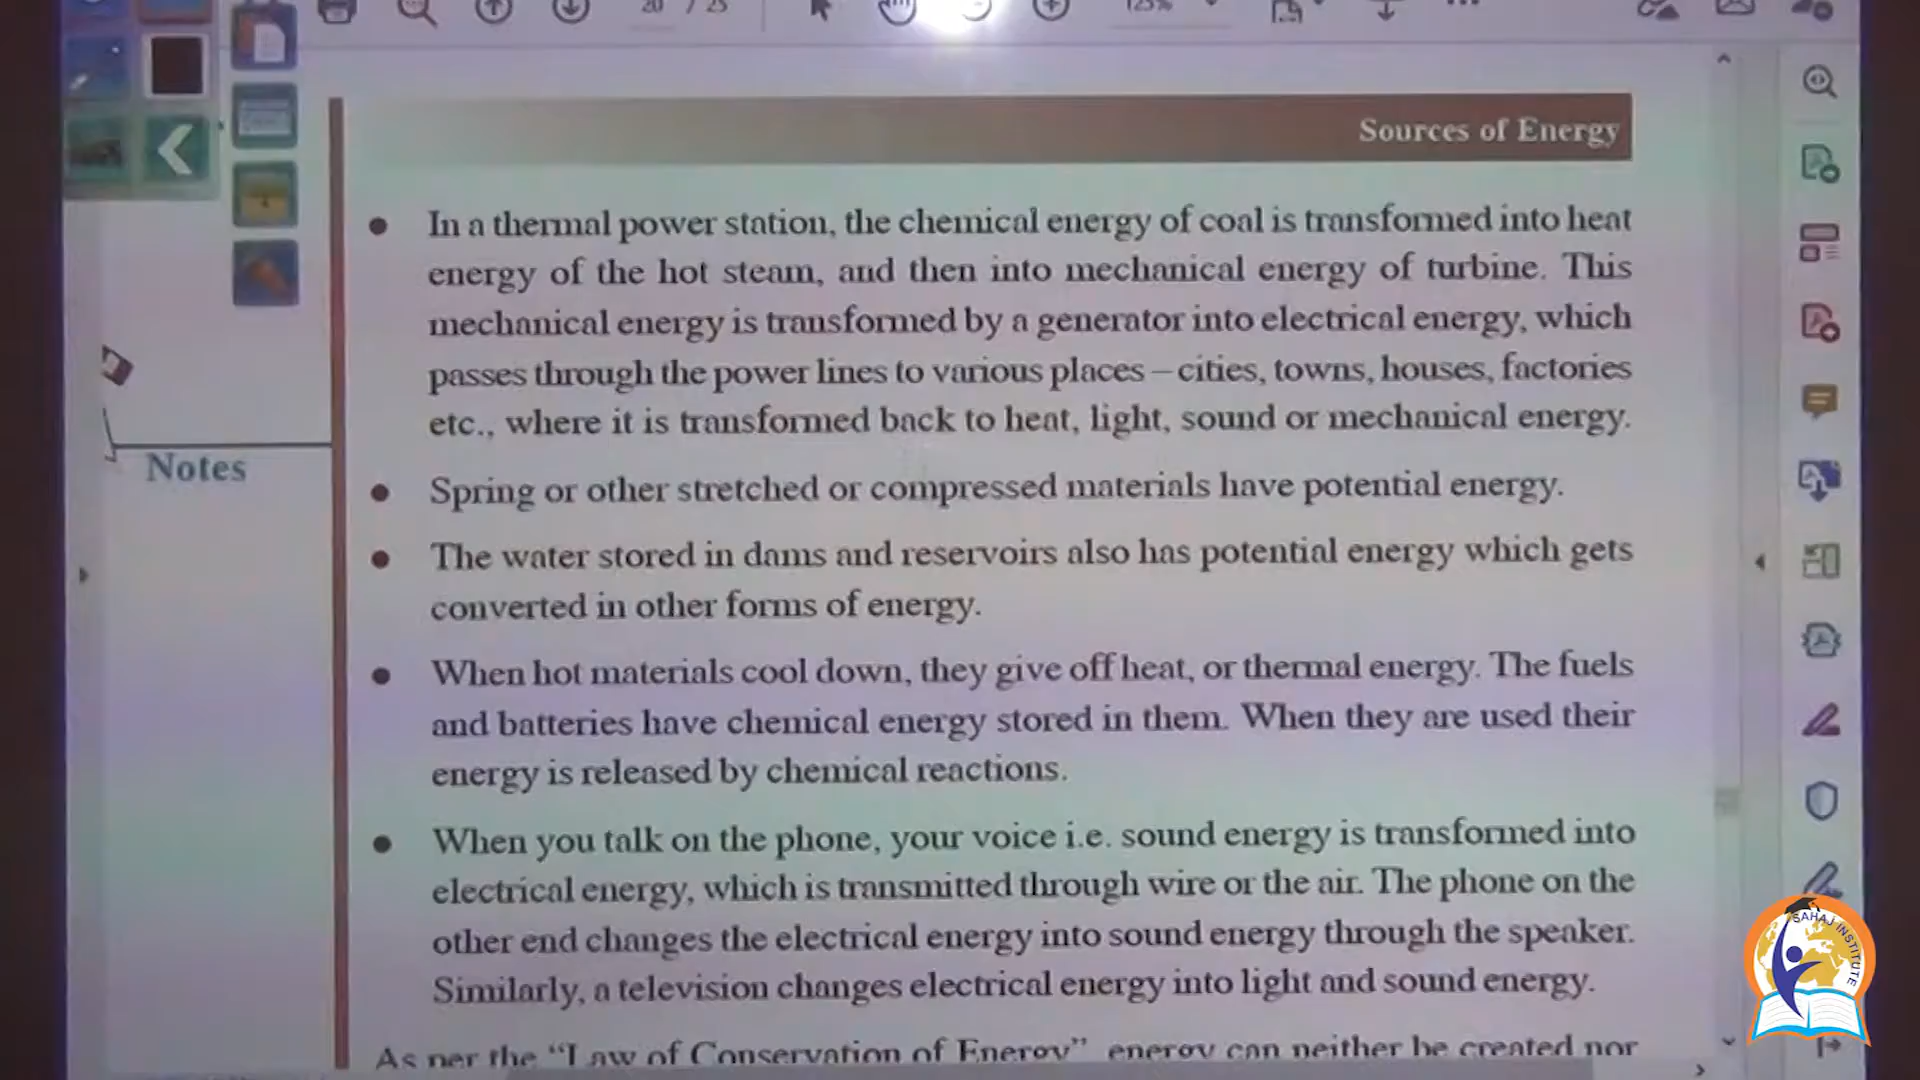 20 / 25
125%
Sources of Energy
• In a thermal power station, the chemical energy of coal is transformed into heat
energy of the hot steam, and then into mechanical energy of turbine. This
mechanical energy is transformed by a generator into electrical energy, which
passes through the power lines to various places – cities, towns, houses, factories
etc., where it is transformed back to heat, light, sound or mechanical energy.
Notes
• Spring or other stretched or compressed materials have potential energy.
• The water stored in dams and reservoirs also has potential energy which gets
converted in other forms of energy.
• When hot materials cool down, they give off heat, or thermal energy. The fuels
and batteries have chemical energy stored in them. When they are used their
energy is released by chemical reactions.
• When you talk on the phone, your voice i.e. sound energy is transformed into
electrical energy, which is transmitted through wire or the air. The phone on the
other end changes the electrical energy into sound energy through the speaker.
Similarly, a television changes electrical energy into light and sound energy.
As per the “Law of Conservation of Energy” energy can neither be created nor
SAHAJ INSTITUTE